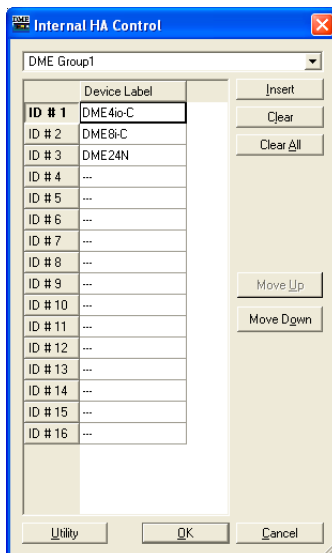 Internal HA Control
DME Group1
Device Label
ID # 1 DME4io-C
ID # 2 DME8i-C
ID # 3 DME24N
ID # 4 ---
ID # 5 ---
ID # 6 ---
ID # 7 ---
ID # 8 ---
ID # 9 ---
ID # 10 ---
ID # 11 ---
ID # 12 ---
ID # 13 ---
ID # 14 ---
ID # 15 ---
ID # 16 ---
Insert
Clear
Clear All
Move Up
Move Down
Utility OK Cancel